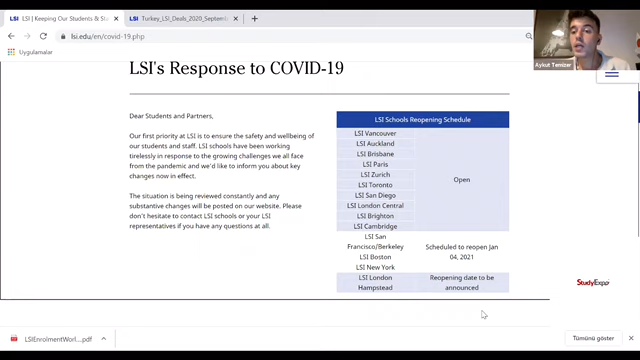 LSI | Keeping Our Students & St
Turkey_LSI_Deals_2020_Septemb
lsi.edu/en/covid-19.php
Uygulamalar
Aykut Temizer
LSI's Response to COVID-19
Dear Students and Partners,
Our first priority at LSI is to ensure the safety and wellbeing of
our students and staff. LSI schools have been working
tirelessly in response to the growing challenges we all face
from the pandemic and we'd like to inform you about key
changes now in effect.
The situation is being reviewed constantly and any
substantive changes will be posted on our website. Please
don't hesitate to contact LSI schools or your LSI
representatives if you have any questions at all.
LSI Schools Reopening Schedule
LSI Vancouver
LSI Auckland
LSI Brisbane
LSI Paris
LSI Zurich
LSI Toronto
LSI San Diego
LSI London Central
LSI Brighton
LSI Cambridge
Open
LSI San
Francisco/Berkeley
LSI Boston
LSI New York
Scheduled to reopen Jan
04, 2021
LSI London
Hampstead
Reopening date to be
announced
StudyExpo
LSIEnrolmentWorl....pdf
Tümünü göster